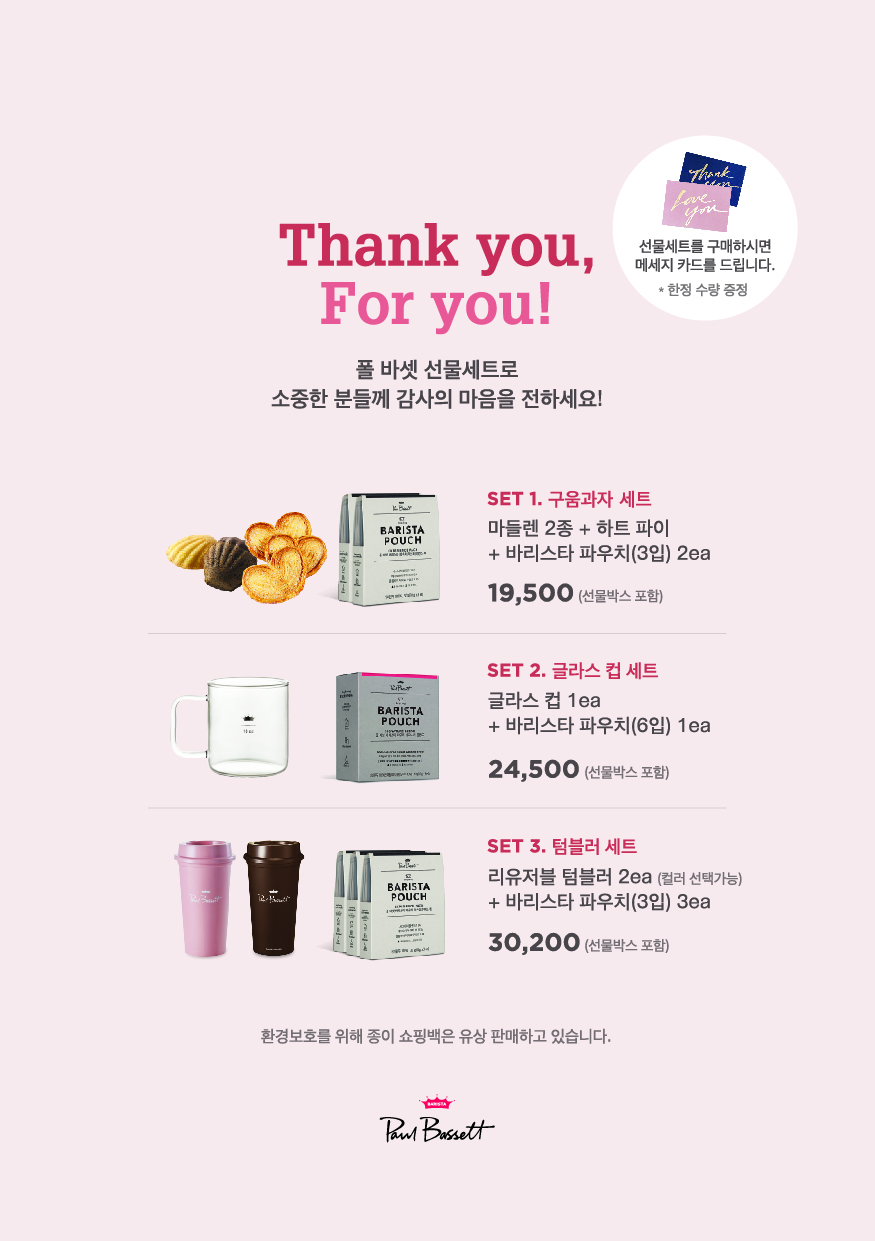 Thank you
love
you
선물세트를 구매하시면
메세지 카드를 드립니다.
* 한정 수량 증정
Thank you,
For you!
폴 바셋 선물세트로
소중한 분들께 감사의 마음을 전하세요!
Paul Bassett
BARISTA
POUCH
SET 1. 구움과자 세트
마들렌 2종 + 하트 파이
+ 바리스타 파우치(3입) 2ea
19,500 (선물박스 포함)
Paul Bassett
BARISTA
POUCH
SET 2. 글라스 컵 세트
글라스 컵 1ea
+ 바리스타 파우치(6입) 1ea
24,500 (선물박스 포함)
Paul Bassett
Paul Bassett
Paul Bassett
BARISTA
POUCH
SET 3. 텀블러 세트
리유저블 텀블러 2ea (컬러 선택가능)
+ 바리스타 파우치(3입) 3ea
30,200 (선물박스 포함)
환경보호를 위해 종이 쇼핑백은 유상 판매하고 있습니다.
BARISTA
Paul Bassett